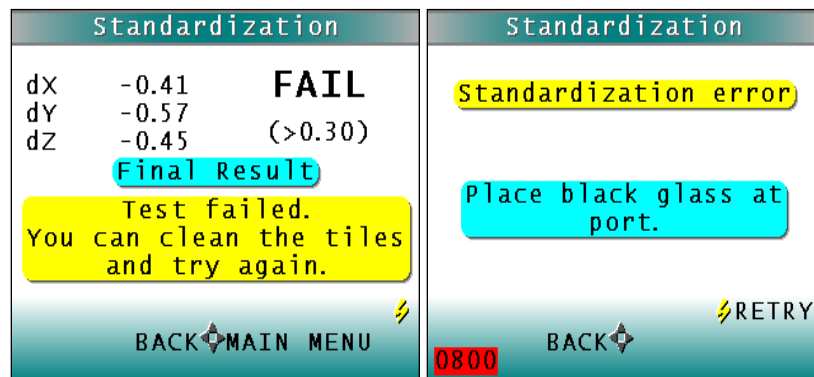 Standardization
dX -0.41 FAIL
dY -0.57
dZ -0.45 (>0.30)
Final Result
Test failed.
You can clean the tiles
and try again.
BACK MAIN MENU
Standardization
Standardization error
Place black glass at
port.
RETRY
BACK
0800